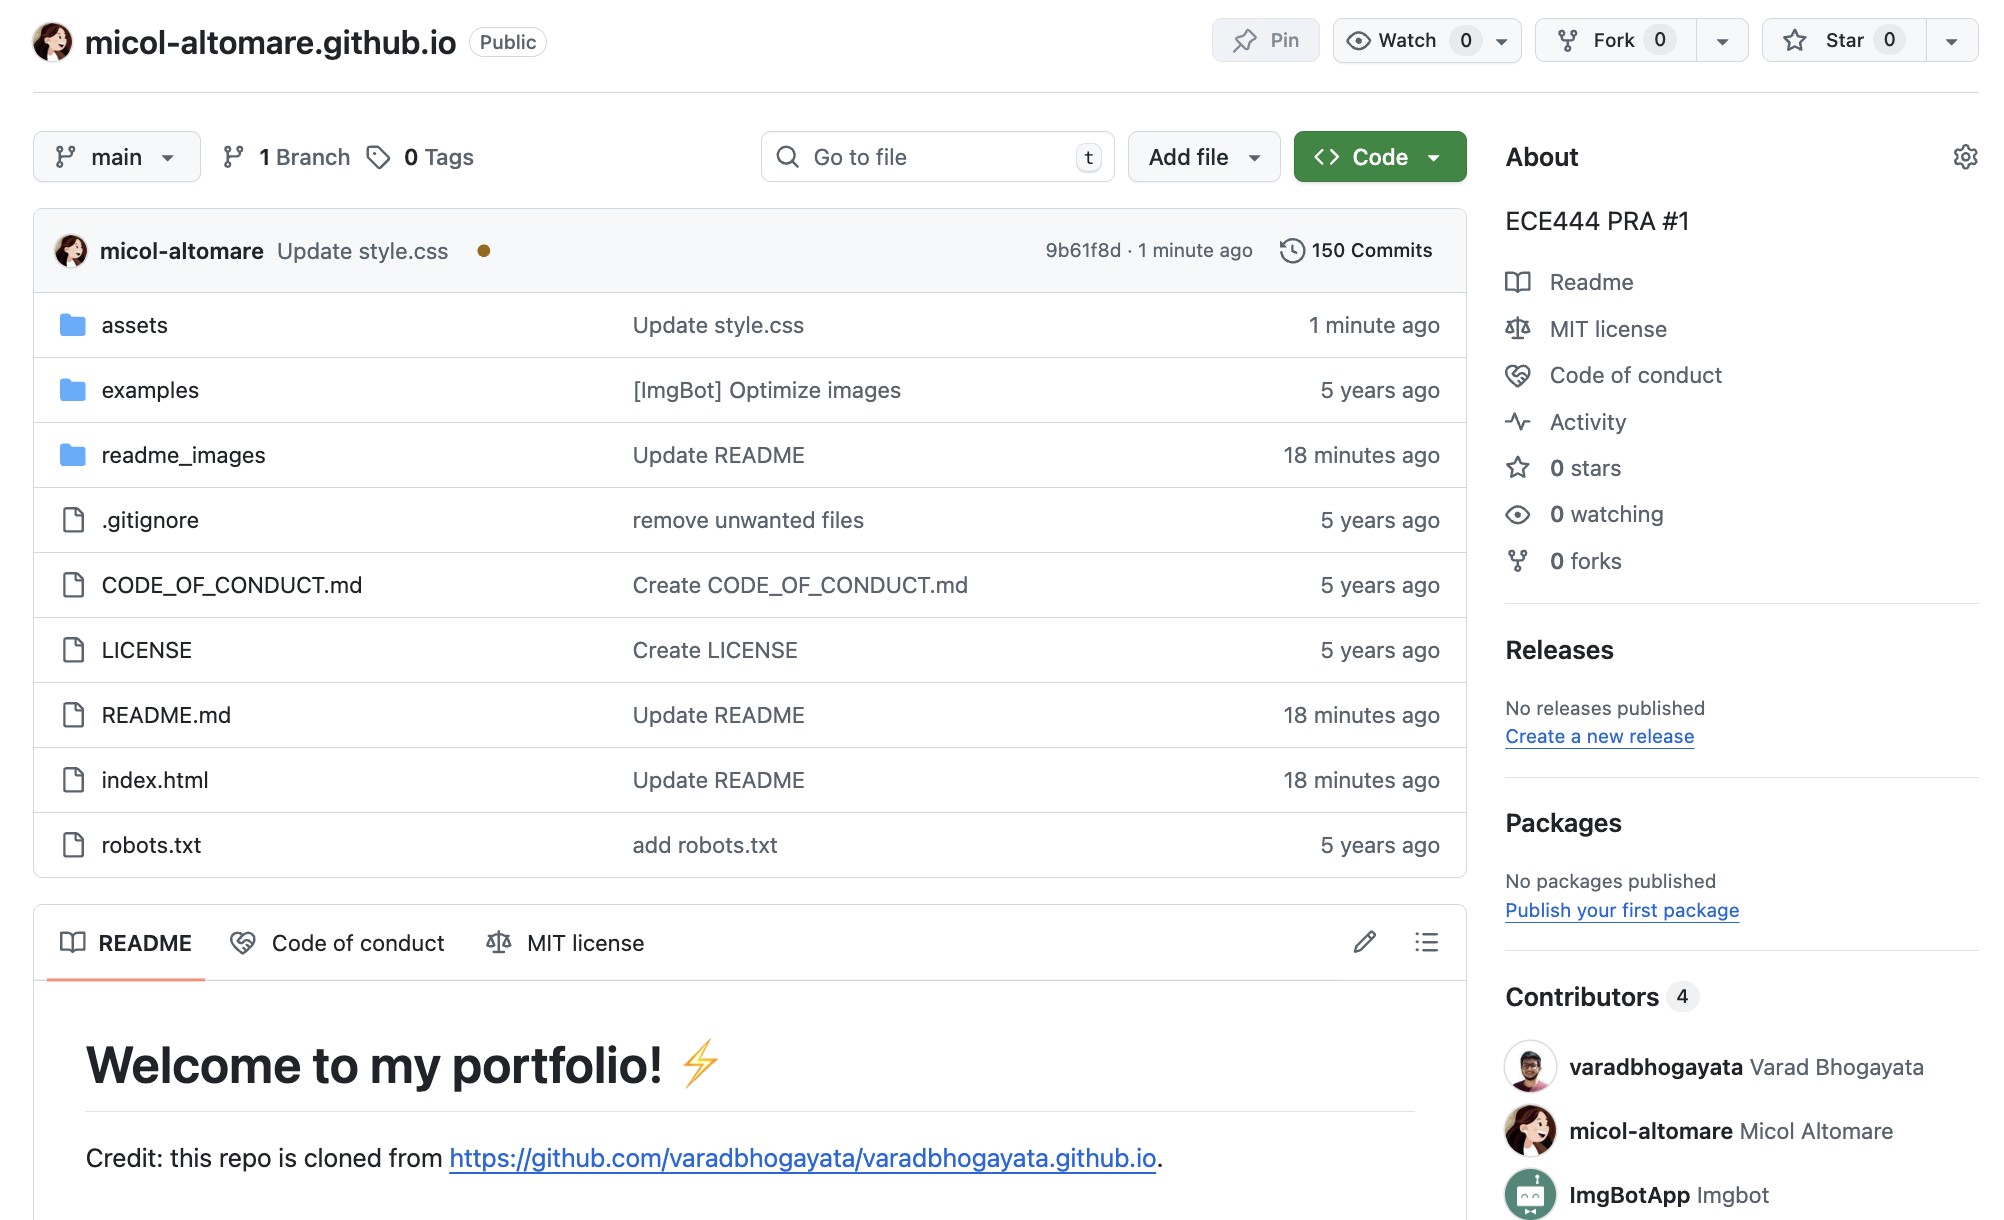 micol-altomare.github.io Public Pin Watch 0 Fork 0 Star 0
main 1 Branch 0 Tags Go to file t Add file Code
micol-altomare Update style.css 9b61f8d · 1 minute ago 150 Commits
assets Update style.css 1 minute ago
examples [ImgBot] Optimize images 5 years ago
readme_images Update README 18 minutes ago
.gitignore remove unwanted files 5 years ago
CODE_OF_CONDUCT.md Create CODE_OF_CONDUCT.md 5 years ago
LICENSE Create LICENSE 5 years ago
README.md Update README 18 minutes ago
index.html Update README 18 minutes ago
robots.txt add robots.txt 5 years ago
README Code of conduct MIT license
Welcome to my portfolio! ⚡
Credit: this repo is cloned from https://github.com/varadbhogayata/varadbhogayata.github.io.
About
ECE444 PRA #1
Readme
MIT license
Code of conduct
Activity
0 stars
0 watching
0 forks
Releases
No releases published
Create a new release
Packages
No packages published
Publish your first package
Contributors 4
varadbhogayata Varad Bhogayata
micol-altomare Micol Altomare
ImgBotApp Imgbot